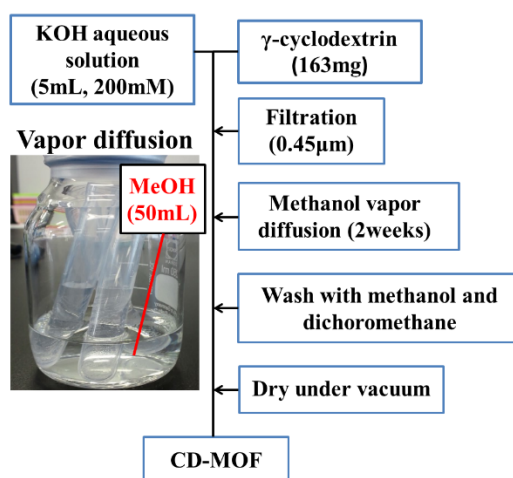 KOH aqueous
solution
(5mL, 200mM)
γ-cyclodextrin
(163mg)
Filtration
(0.45μm)
Vapor diffusion
MeOH
(50mL)
Methanol vapor
diffusion (2weeks)
Wash with methanol and
dichoromethane
Dry under vacuum
CD-MOF